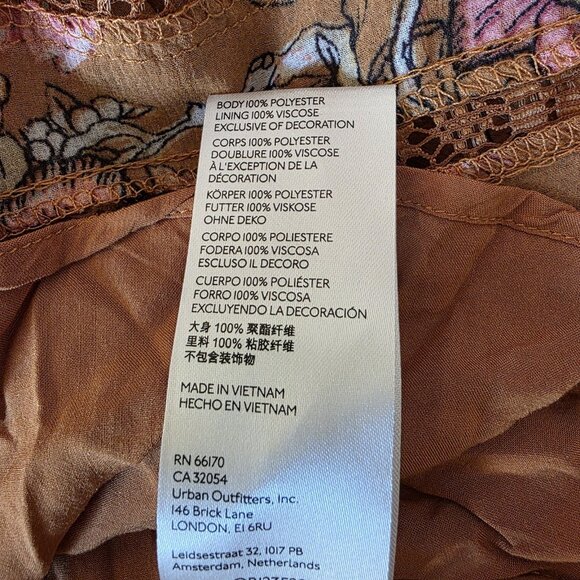 BODY 100% POLYESTER
LINING 100% VISCOSE
EXCLUSIVE OF DECORATION
CORPS 100% POLYESTER
DOUBLURE 100% VISCOSE
À L'EXCEPTION DE LA
DÉCORATION
KÖRPER 100% POLYESTER
FUTTER 100% VISKOSE
OHNE DEKO
CORPO 100% POLIESTERE
FODERA 100% VISCOSA
ESCLUSO IL DECORO
CUERPO 100% POLIÉSTER
FORRO 100% VISCOSA
EXCLUYENDO LA DECORACIÓN
大身 100% 聚酯纤维
里料 100% 粘胶纤维
不包含装饰物
MADE IN VIETNAM
HECHO EN VIETNAM
RN 66170
CA 32054
Urban Outfitters, Inc.
146 Brick Lane
LONDON, E1 6RU
Leidsestraat 32, 1017 PB
Amsterdam, Netherlands